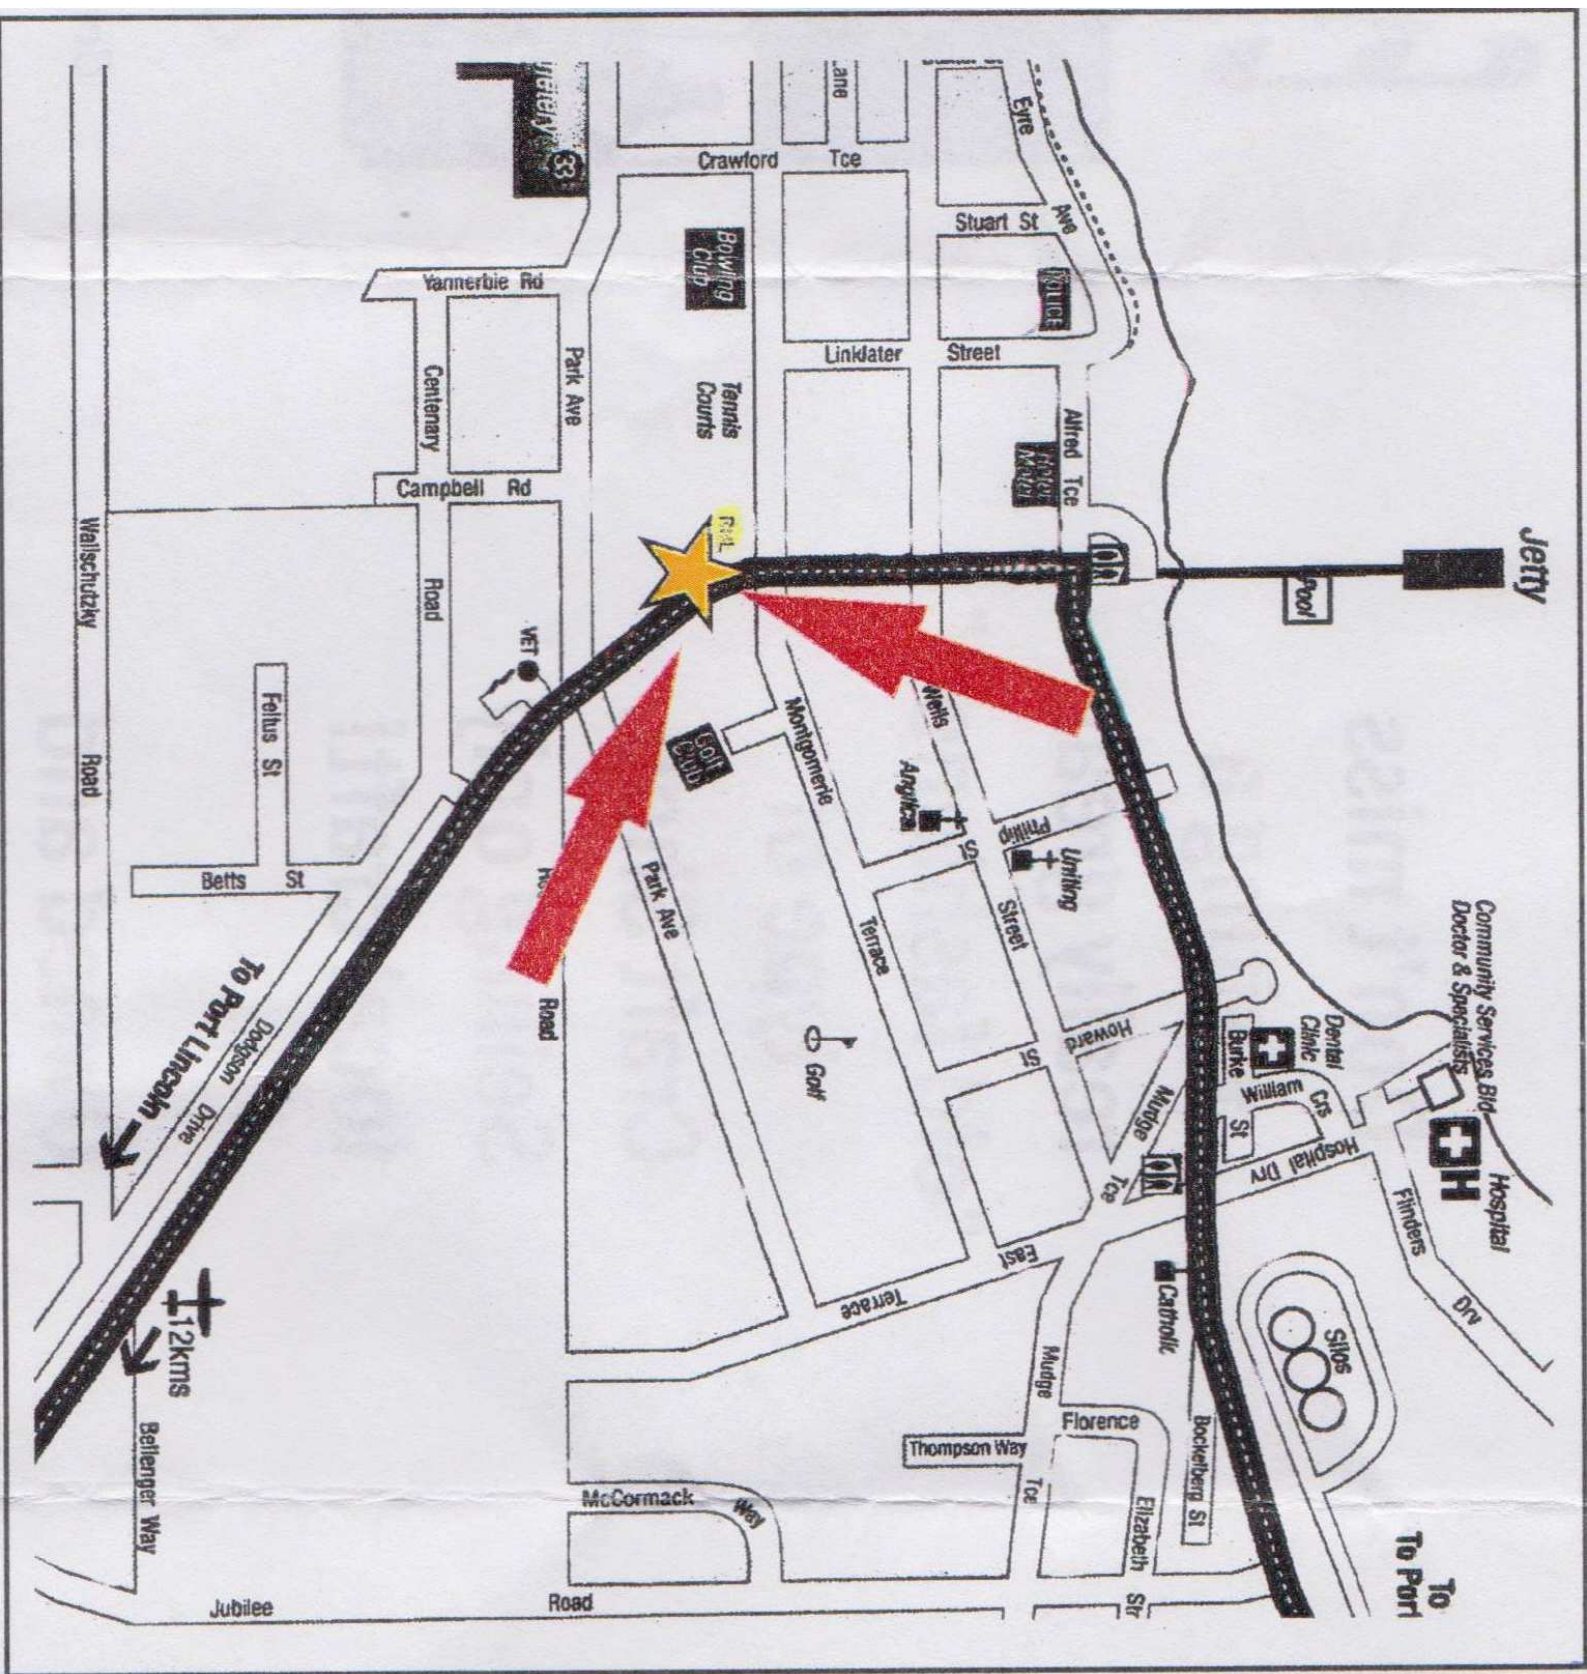 Lane
Crawford Tce
33
Eyre
Ave
Stuart St
Bowling
Club
POLICE
Yannerbie Rd
Park Ave
Centenary
Linklater Street
Tennis
Courts
Alfred Tce
Hotel
Motel
Campbell Rd
Road
Jetty
Pool
VET
Wallschutzky
Road
Feltus St
Golf
Club
Montgomerie
Wells
Anglican
Phillip
St
Uniting
Betts St
Park Ave
Terrace
Street
Road
To Port Lincoln
Dodgson
Drive
Golf
Howard
St
Mudge
Tce
Burke
St
Dental
Clinic
William Crs
Community Services Bld
Doctor & Specialists
Hospital
H
Hospital Drv
Flinders
Drv
East
Terrace
Catholic
Silos
12kms
Mudge
Tce
Florence
Thompson Way
Bockelberg St
Elizabeth
Str
McCormack
Way
Bellenger Way
Jubilee Road
To
To Port